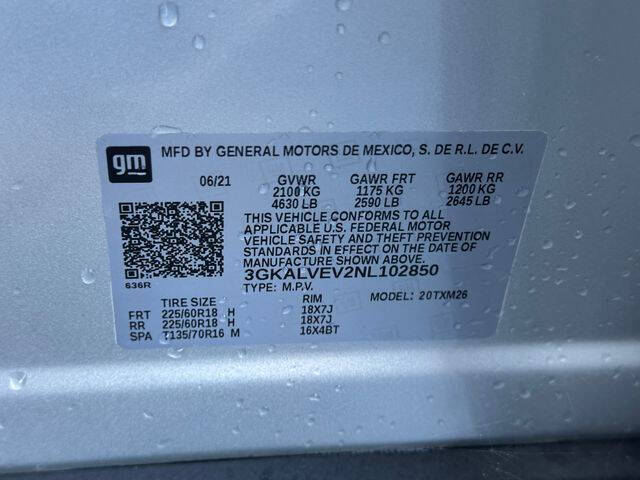 gm MFD BY GENERAL MOTORS DE MEXICO, S. DE R.L. DE C.V.
06/21 GVWR GAWR FRT GAWR RR
2100 KG 1175 KG 1200 KG
4630 LB 2590 LB 2645 LB
THIS VEHICLE CONFORMS TO ALL
APPLICABLE U.S. FEDERAL MOTOR
VEHICLE SAFETY AND THEFT PREVENTION
STANDARDS IN EFFECT ON THE DATE OF
MANUFACTURE SHOWN ABOVE.
3GKALVEV2NL102850
636R TYPE: M.P.V. MODEL: 20TXM26
TIRE SIZE RIM
FRT 225/60R18 H 18X7J
RR 225/60R18 H 18X7J
SPA T135/70R16 M 16X4BT